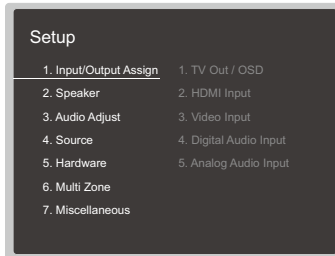 Setup
1. Input/Output Assign
2. Speaker
3. Audio Adjust
4. Source
5. Hardware
6. Multi Zone
7. Miscellaneous
1. TV Out / OSD
2. HDMI Input
3. Video Input
4. Digital Audio Input
5. Analog Audio Input